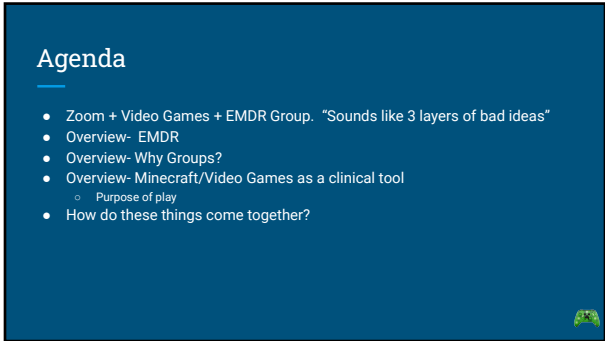 Agenda
● Zoom + Video Games + EMDR Group.  “Sounds like 3 layers of bad ideas”
● Overview-  EMDR
● Overview- Why Groups?
● Overview- Minecraft/Video Games as a clinical tool
○ Purpose of play
● How do these things come together?